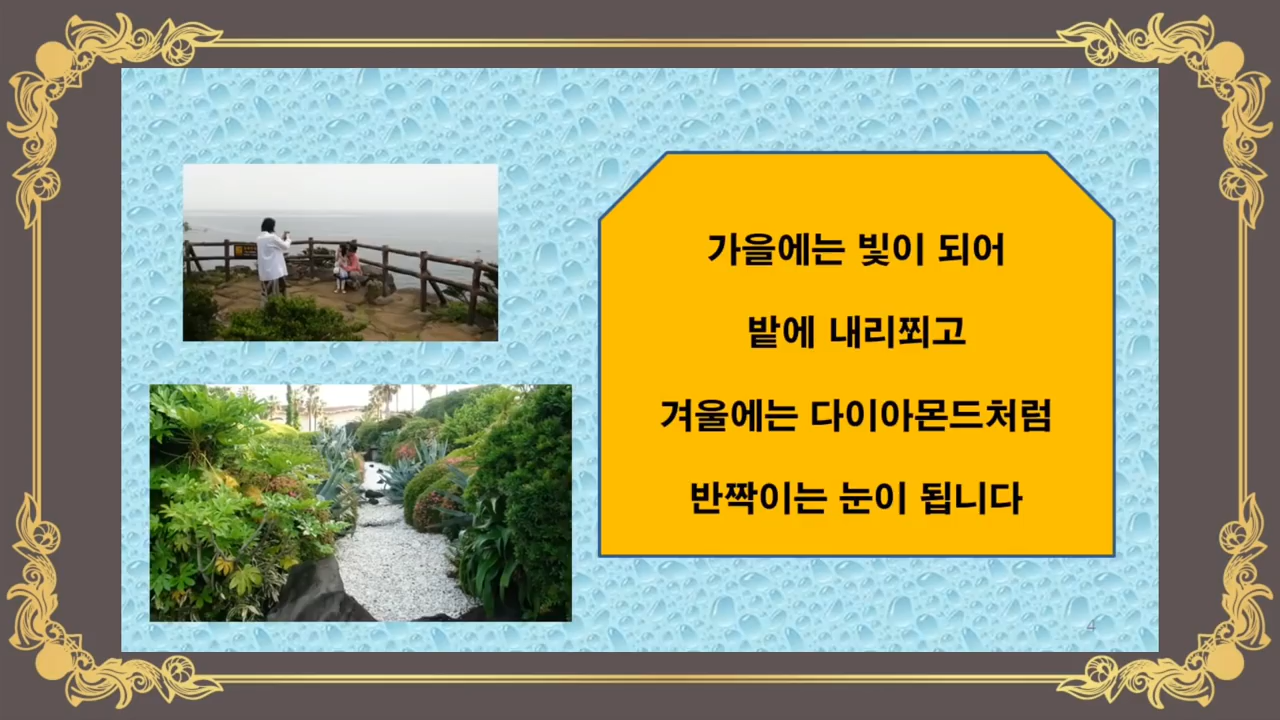 가을에는 빛이 되어
밭에 내리쬐고
겨울에는 다이아몬드처럼
반짝이는 눈이 됩니다
4